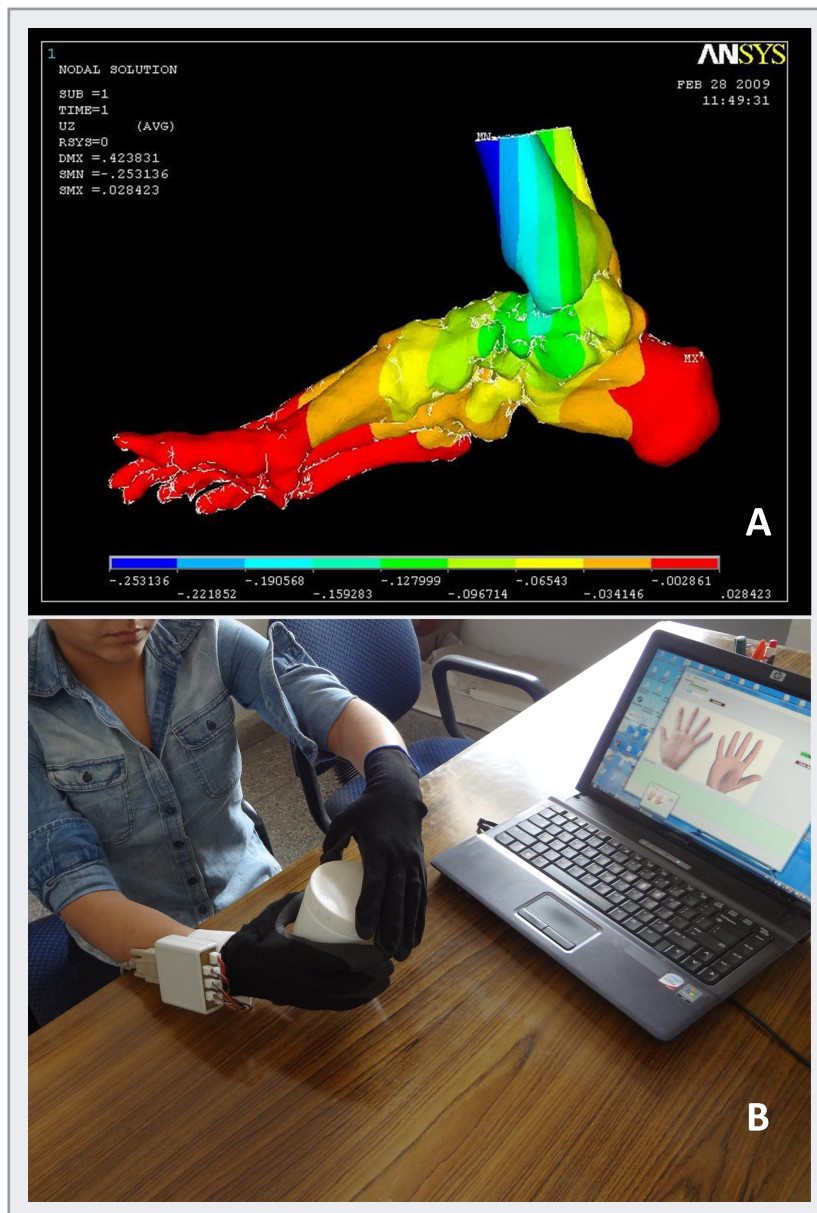 1
NODAL SOLUTION
SUB =1
TIME=1
UZ (AVG)
RSYS=0
DMX =.423831
SMN =-.253136
SMX =.028423
ANSYS
FEB 28 2009
11:49:31
MN
MX
-.253136 -.190568 -.127999 -.06543 -.002861
-.221852 -.159283 -.096714 -.034146 .028423
A
hp
B